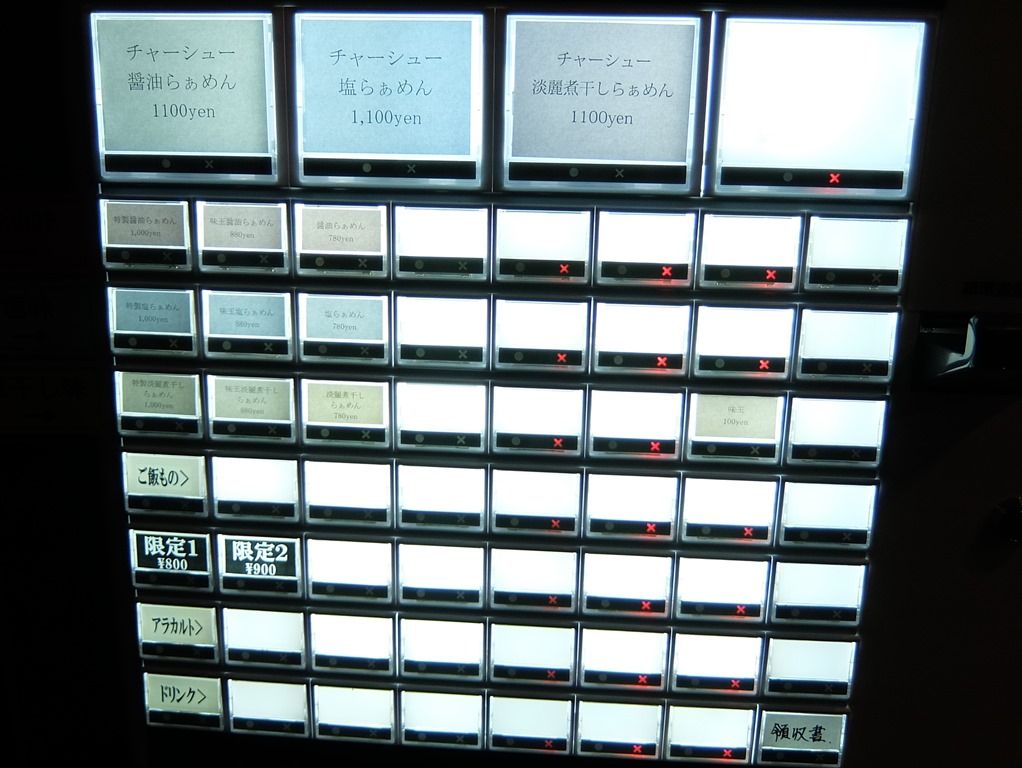 チャーシュー
醤油らぁめん
1100yen
チャーシュー
塩らぁめん
1,100yen
チャーシュー
淡麗煮干しらぁめん
1100yen
特製醤油らぁめん
1,000yen
味玉醤油らぁめん
880yen
醤油らぁめん
780yen
特製塩らぁめん
1,000yen
味玉塩らぁめん
880yen
塩らぁめん
780yen
特製淡麗煮干し
らぁめん
1,000yen
味玉淡麗煮干し
らぁめん
880yen
淡麗煮干し
らぁめん
780yen
味玉
100yen
ご飯もの>
限定1
¥800
限定2
¥900
アラカルト>
ドリンク>
領収書